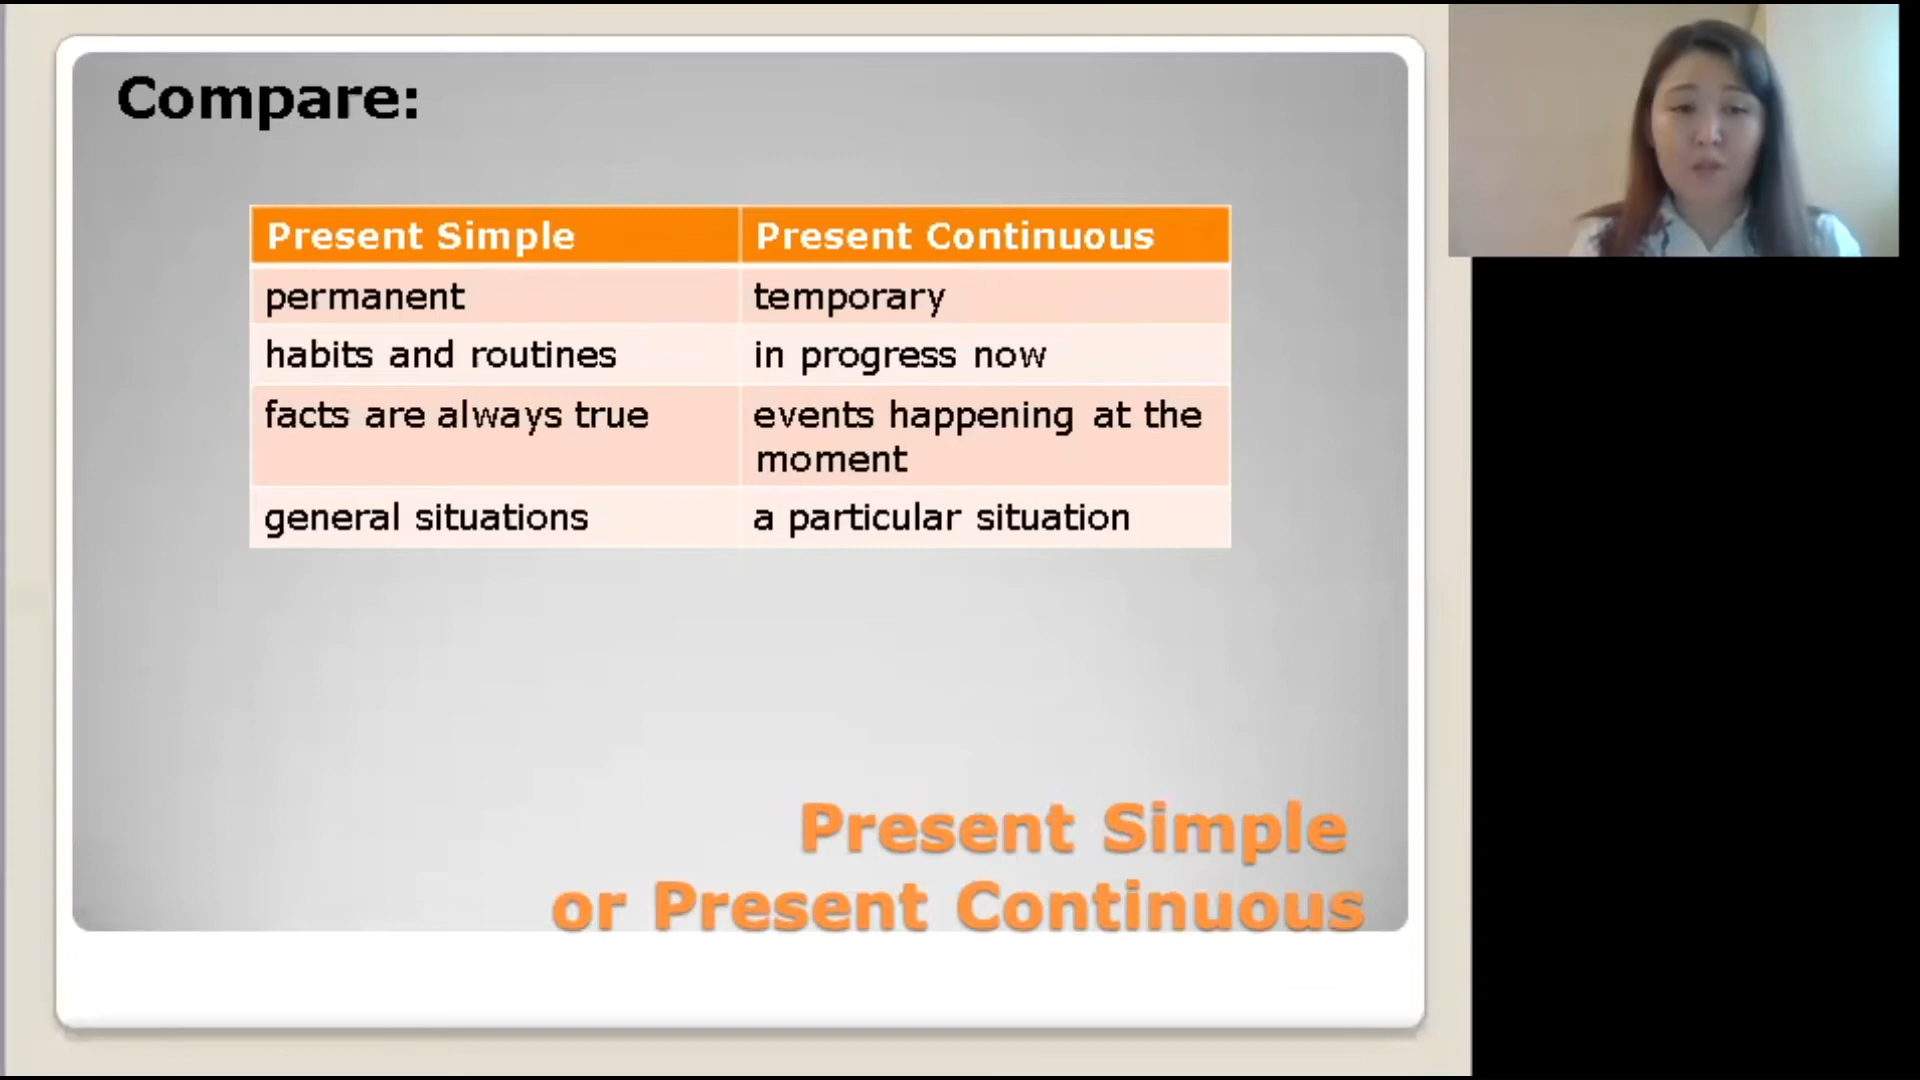 Compare:
Present Simple Present Continuous
permanent temporary
habits and routines in progress now
facts are always true events happening at the
moment
general situations a particular situation
Present Simple
or Present Continuous